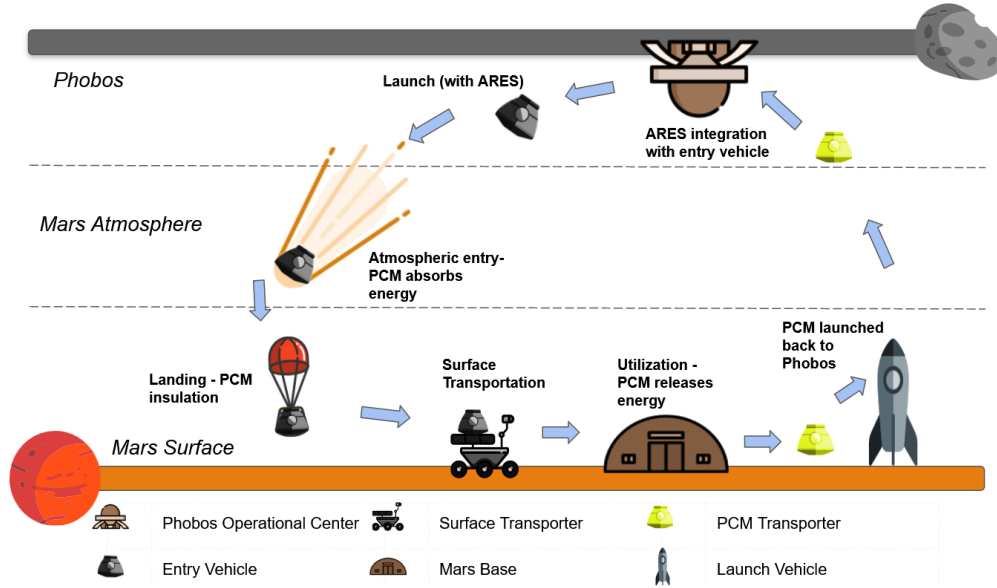 Phobos
Launch (with ARES)
ARES integration
with entry vehicle
Mars Atmosphere
Atmospheric entry-
PCM absorbs
energy
Landing - PCM
insulation
Surface
Transportation
Utilization -
PCM releases
energy
PCM launched
back to
Phobos
Mars Surface
Phobos Operational Center
Surface Transporter
PCM Transporter
Entry Vehicle
Mars Base
Launch Vehicle